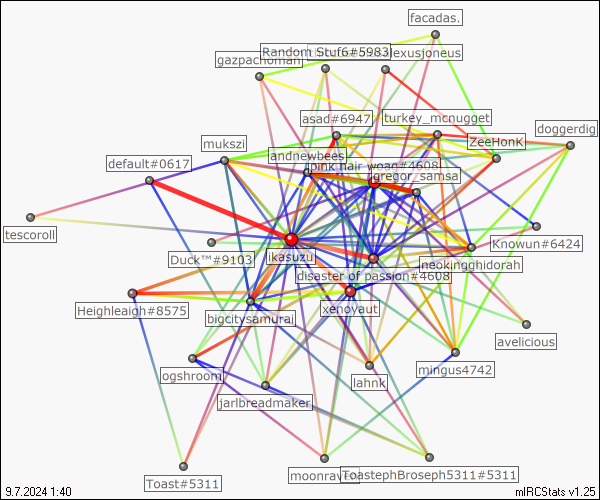 facadas.
Random Stuf6#5983
lexusjoneus
gazpachoman
asad#6947
turkey_mcnugget
doggerdig
mukszi
ZeeHonK
andnewbees
default#0617
pink hair woag#4608
gregor_samsa
tescoroll
Knowun#6424
Duck™#9103
ikasuzu
neokingghidorah
disaster of passion#4608
Heighleaigh#8575
bigcitysamurai
xenoyaut
avelicious
ogshroom
lahnk
mingus4742
jarlbreadmaker
moonrave
ToastephBroseph5311#5311
Toast#5311
9.7.2024 1:40
mIRCStats v1.25